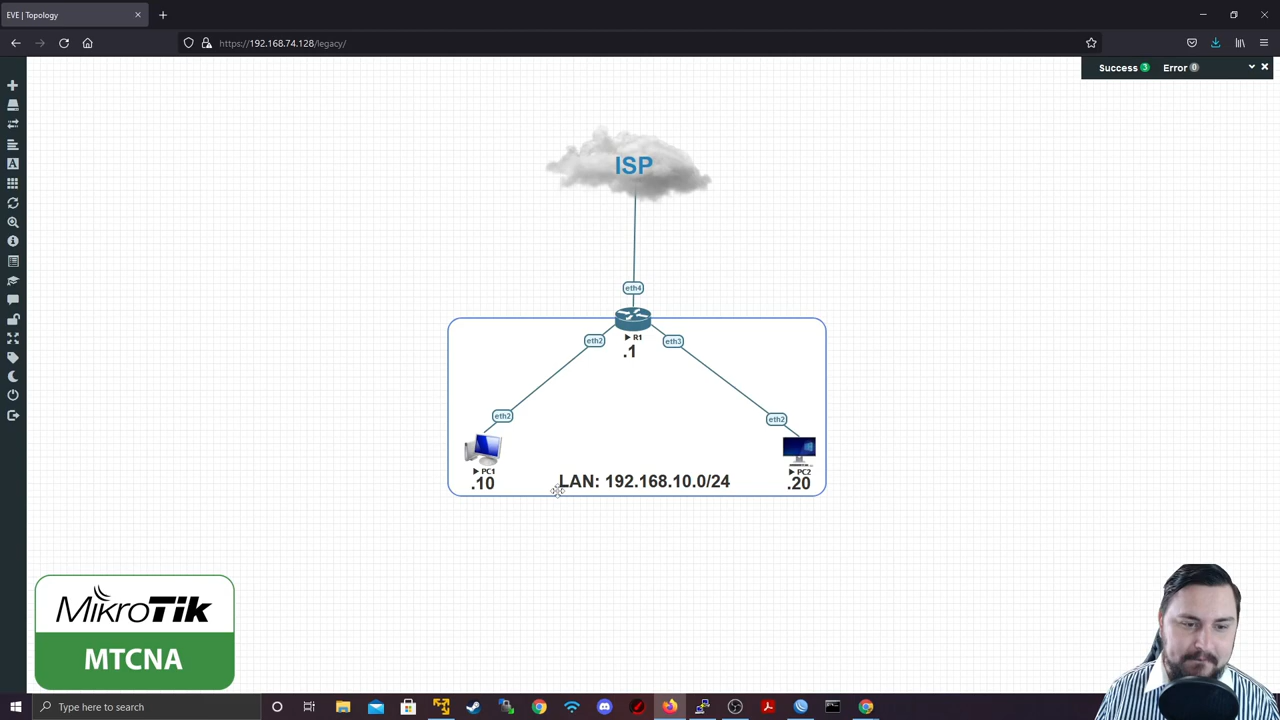 EVE | Topology
https://192.168.74.128/legacy/
Success 3 Error 0
ISP
eth4
R1
.1
eth2
eth3
eth2
eth2
PC1
.10
PC2
.20
LAN: 192.168.10.0/24
MikroTik
MTCNA
Type here to search